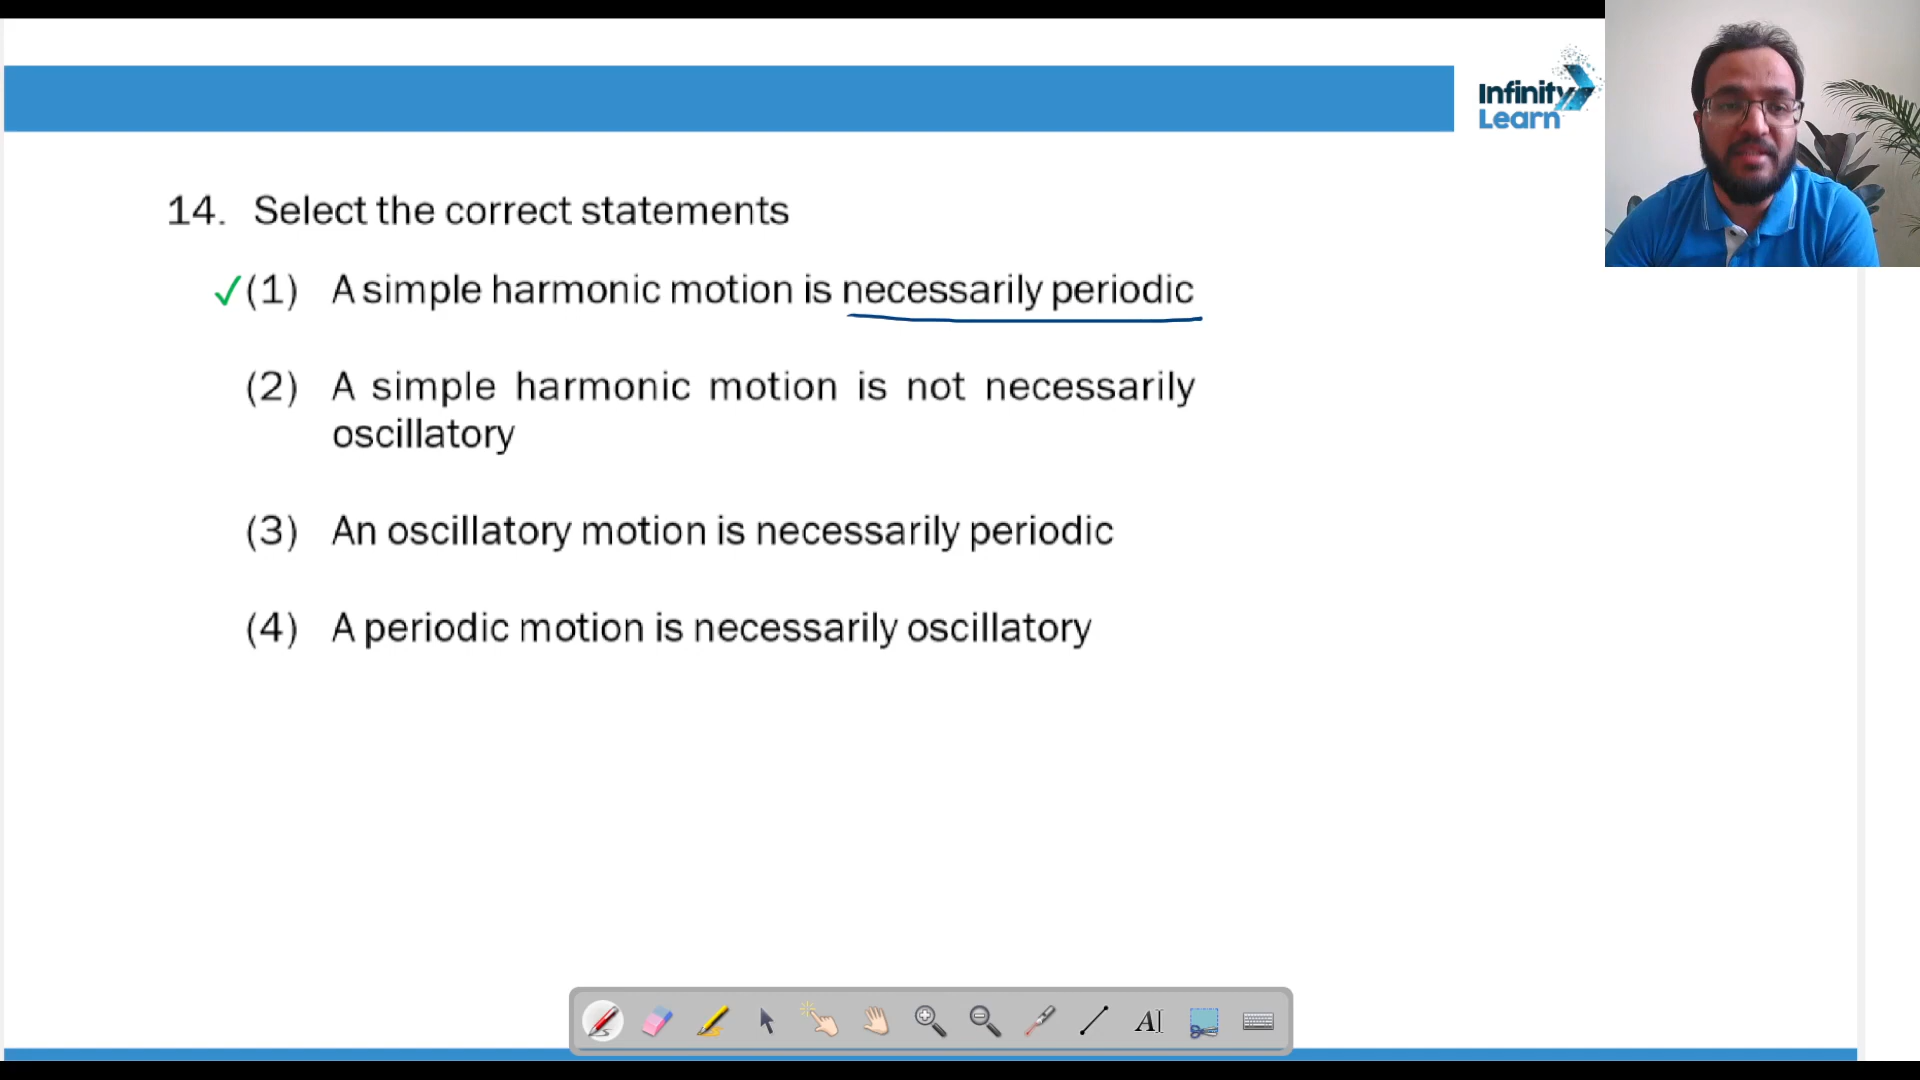 Infinity
Learn
14. Select the correct statements
✓(1) A simple harmonic motion is necessarily periodic
(2) A simple harmonic motion is not necessarily
oscillatory
(3) An oscillatory motion is necessarily periodic
(4) A periodic motion is necessarily oscillatory
A